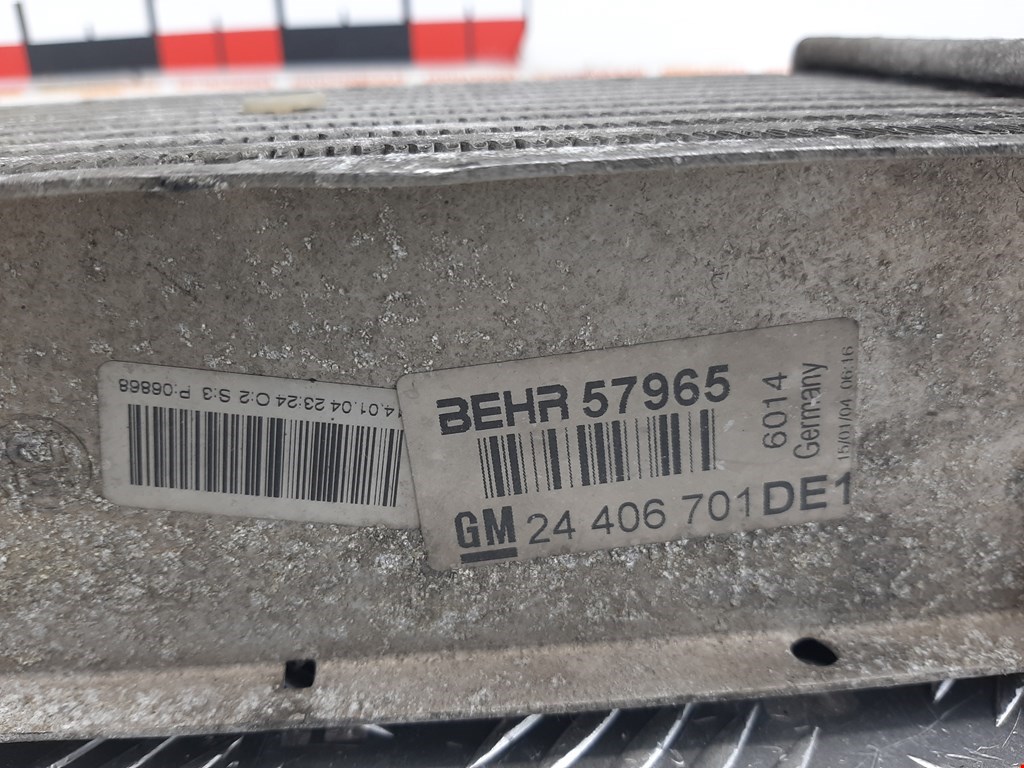 14.01.04 23:24 C:2 S:3 P:06868
BEHR 57965
GM 24 406 701 DE1
6014
Germany
15/01/04 06:16